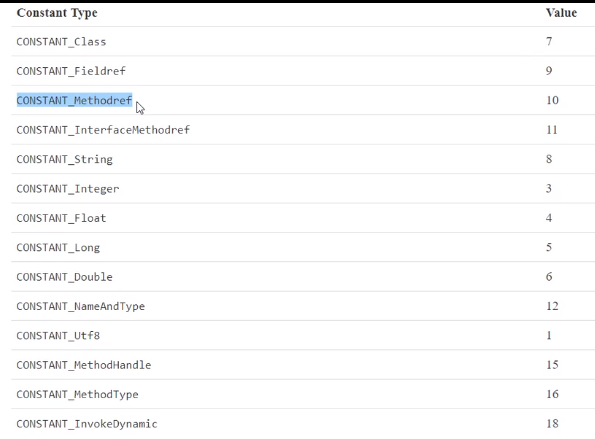 Constant Type Value
CONSTANT_Class 7
CONSTANT_Fieldref 9
CONSTANT_Methodref 10
CONSTANT_InterfaceMethodref 11
CONSTANT_String 8
CONSTANT_Integer 3
CONSTANT_Float 4
CONSTANT_Long 5
CONSTANT_Double 6
CONSTANT_NameAndType 12
CONSTANT_Utf8 1
CONSTANT_MethodHandle 15
CONSTANT_MethodType 16
CONSTANT_InvokeDynamic 18